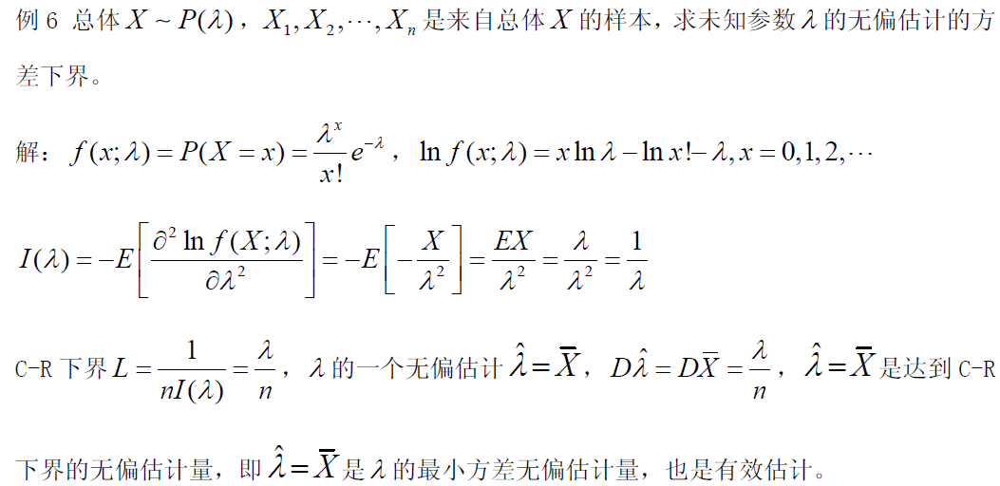 例6 总体 $X \sim P(\lambda)$，$X_1, X_2, \cdots, X_n$ 是来自总体 $X$ 的样本，求未知参数 $\lambda$ 的无偏估计的方
差下界。
解：$f(x;\lambda) = P(X = x) = \frac{\lambda^x}{x!} e^{-\lambda}$，$\ln f(x;\lambda) = x \ln \lambda - \ln x! - \lambda, x = 0,1,2,\cdots$
$I(\lambda) = -E\left[\frac{\partial^2 \ln f(X;\lambda)}{\partial \lambda^2}\right] = -E\left[-\frac{X}{\lambda^2}\right] = \frac{EX}{\lambda^2} = \frac{\lambda}{\lambda^2} = \frac{1}{\lambda}$
C-R 下界 $L = \frac{1}{nI(\lambda)} = \frac{\lambda}{n}$，$\lambda$ 的一个无偏估计 $\hat{\lambda} = \overline{X}$，$D\hat{\lambda} = D\overline{X} = \frac{\lambda}{n}$，$\hat{\lambda} = \overline{X}$ 是达到 C-R
下界的无偏估计量，即 $\hat{\lambda} = \overline{X}$ 是 $\lambda$ 的最小方差无偏估计量，也是有效估计。